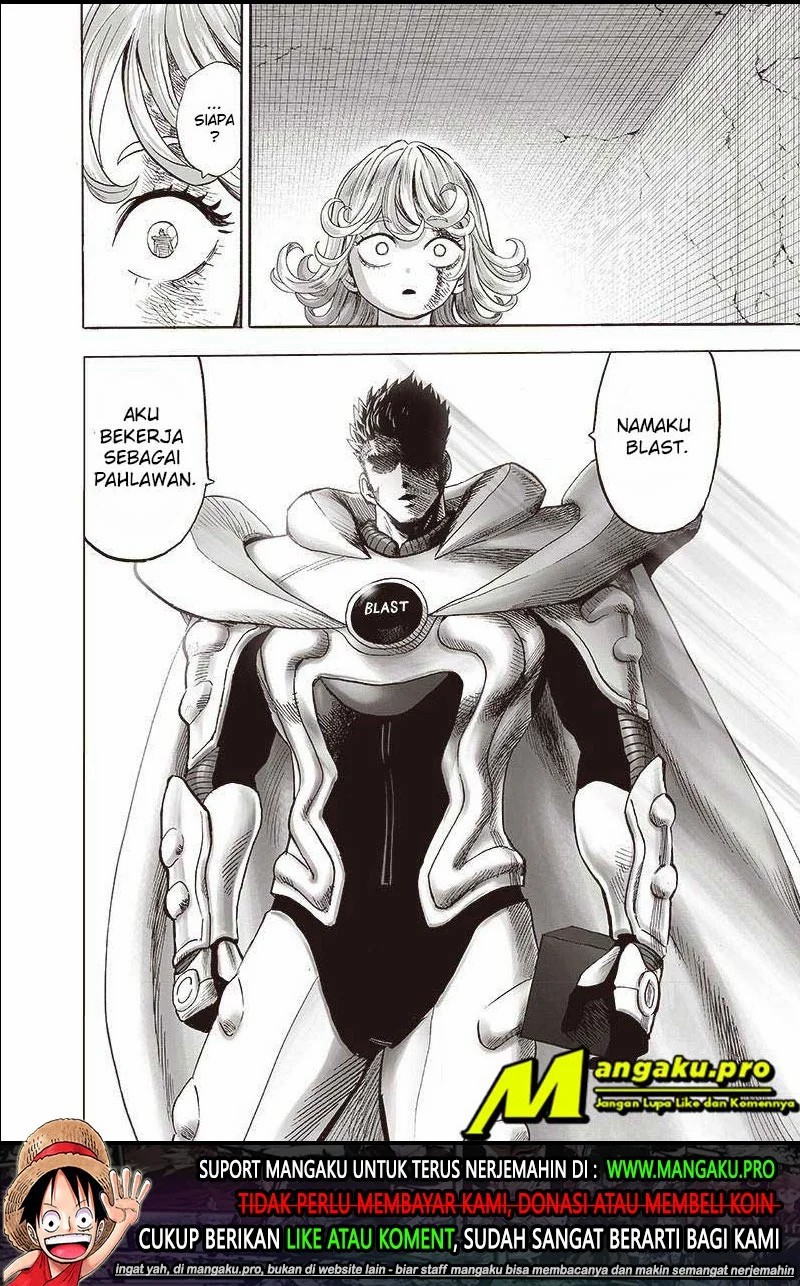 ...
SIAPA
?
NAMAKU
BLAST.
AKU
BEKERJA
SEBAGAI
PAHLAWAN.
BLAST
Mangaku.pro
Jangan Lupa Like dan Komennya
SUPORT MANGAKU UNTUK TERUS NERJEMAHIN DI : WWW.MANGAKU.PRO
TIDAK PERLU MEMBAYAR KAMI, DONASI ATAU MEMBELI KOIN
CUKUP BERIKAN LIKE ATAU KOMENT, SUDAH SANGAT BERARTI BAGI KAMI
ingat yah, di mangaku.pro, bukan di website lain - biar staff mangaku bisa membacanya dan makin semangat nerjemahin